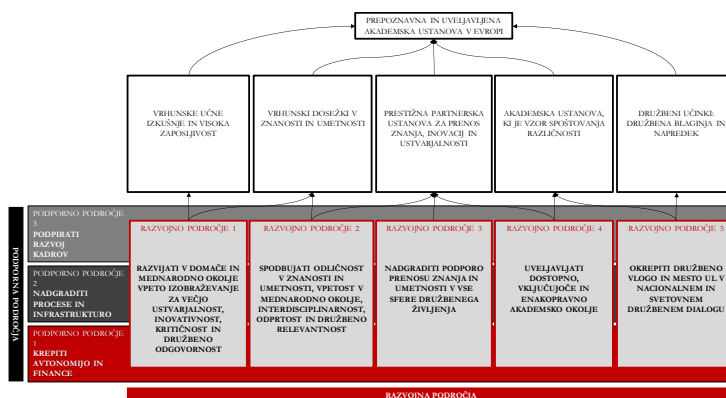 PREPOZNAVNA IN UVELJAVLJENA
AKADEMSKA USTANOVA V EVROPI
VRHUNSKE UČNE
IZKUŠNJE IN VISOKA
ZAPOSLJIVOST
VRHUNSKI DOSEŽKI V
ZNANOSTI IN UMETNOSTI
PRESTIŽNA PARTNERSKA
USTANOVA ZA PRENOS
ZNANJA, INOVACIJ IN
USTVARJALNOSTI
AKADEMSKA USTANOVA,
KI JE VZOR SPOŠTOVANJA
RAZLIČNOSTI
DRUŽBENI UČINKI:
DRUŽBENA BLAGINJA IN
NAPREDEK
PODPORNA PODROČJA
PODPORNO PODROČJE
3
PODPIRATI
RAZVOJ
KADROV
PODPORNO PODROČJE
2
NADGRADITI
PROCESE IN
INFRASTRUKTURO
PODPORNO PODROČJE
1
KREPITI
AVTONOMIJO IN
FINANCE
RAZVOJNO PODROČJE 1
RAZVIJATI V DOMAČE IN
MEDNARODNO OKOLJE
VPETO IZOBRAŽEVANJE
ZA VEČJO
USTVARJALNOST,
INOVATIVNOST,
KRITIČNOST IN
DRUŽBENO
ODGOVORNOST
RAZVOJNO PODROČJE 2
SPODBUJATI ODLIČNOST
V ZNANOSTI IN
UMETNOSTI, VPETOST V
MEDNARODNO OKOLJE,
INTERDISCIPLINARNOST,
ODPRTOST IN DRUŽBENO
RELEVANTNOST
RAZVOJNO PODROČJE 3
NADGRADITI PODPORO
PRENOSU ZNANJA IN
UMETNOSTI V VSE
SFERE DRUŽBENEGA
ŽIVLJENJA
RAZVOJNO PODROČJE 4
UVELJAVLJATI
DOSTOPNO,
VKLJUČUJOČE IN
ENAKOPRAVNO
AKADEMSKO OKOLJE
RAZVOJNO PODROČJE 5
OKREPITI DRUŽBENO
VLOGO IN MESTO UL V
NACIONALNEM IN
SVETOVNEM
DRUŽBENEM DIALOGU
RAZVOJNA PODROČJA